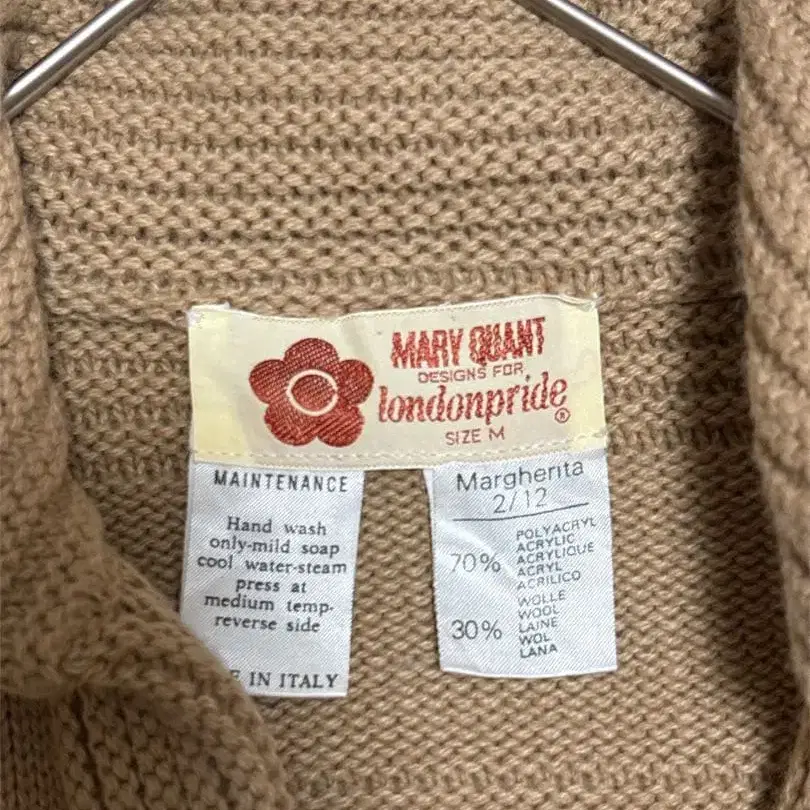 MARY QUANT
DESIGNS FOR
londonpride®
SIZE M
MAINTENANCE
Hand wash
only-mild soap
cool water-steam
press at
medium temp-
reverse side
E IN ITALY
Margherita
2/12
70%
POLYACRYL
ACRYLIC
ACRYLIQUE
ACRYL
ACRILICO
30%
WOLLE
WOOL
LAINE
WOL
LANA